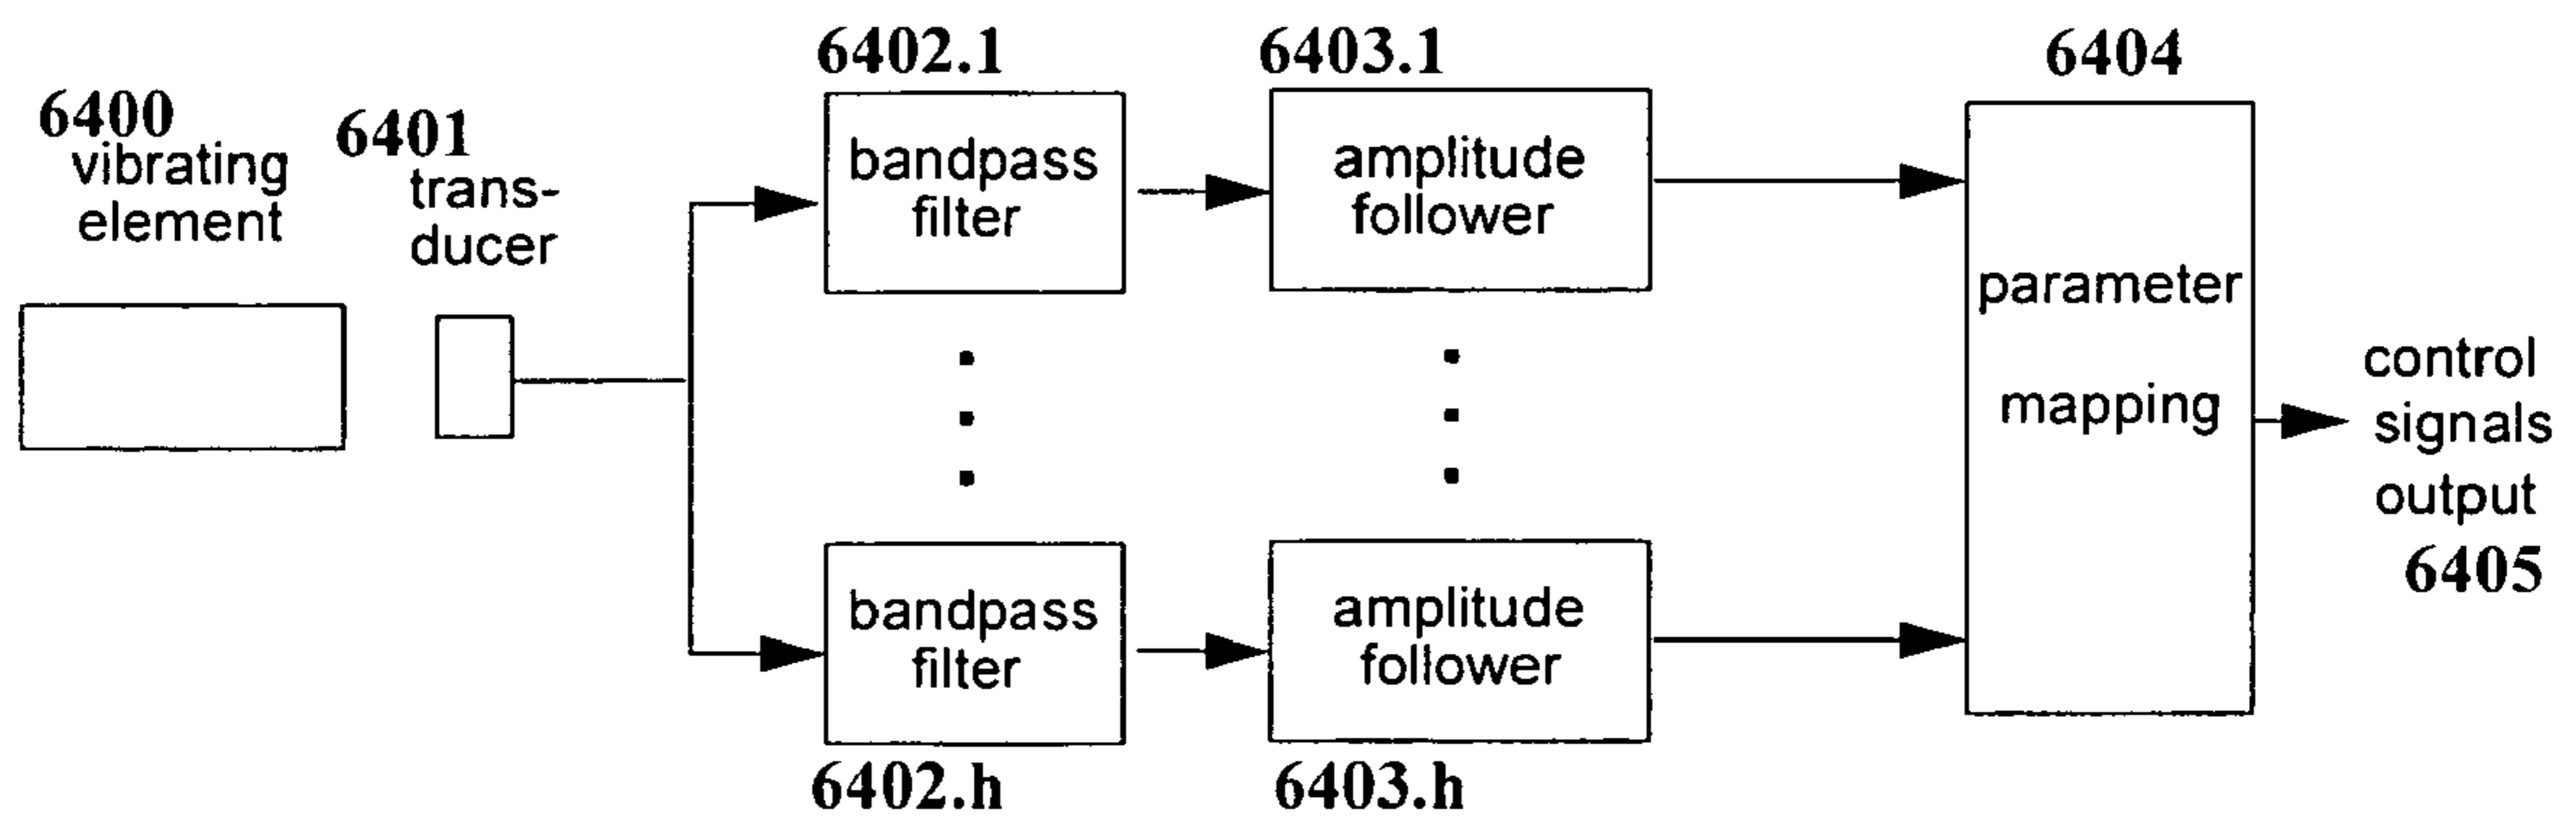 6400
vibrating
element
6401
trans-
ducer
6402.1
bandpass
filter
6403.1
amplitude
follower
6404
parameter
mapping
control
signals
output
6405
bandpass
filter
6402.h
amplitude
follower
6403.h